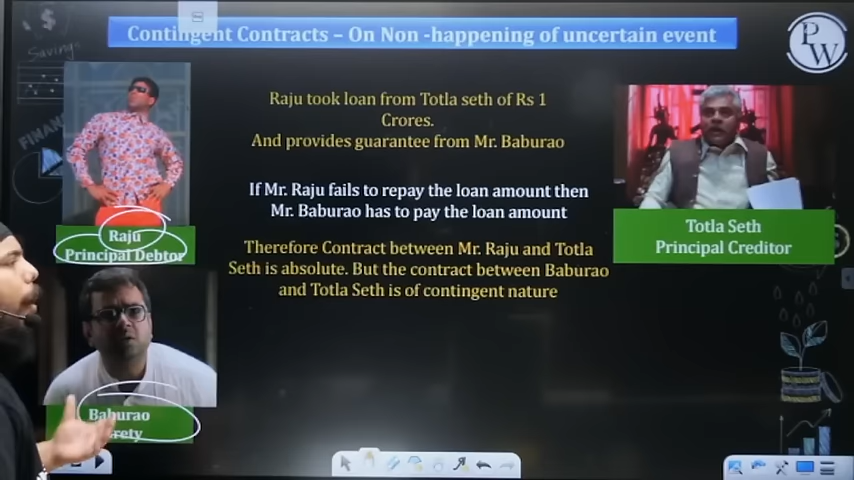 Contingent Contracts – On Non -happening of uncertain event
PW
Savings
Raju took loan from Totla seth of Rs 1
Crores.
And provides guarantee from Mr. Baburao
If Mr. Raju fails to repay the loan amount then
Mr. Baburao has to pay the loan amount
Therefore Contract between Mr. Raju and Totla
Seth is absolute. But the contract between Baburao
and Totla Seth is of contingent nature
Raju
Principal Debtor
Totla Seth
Principal Creditor
Baburao